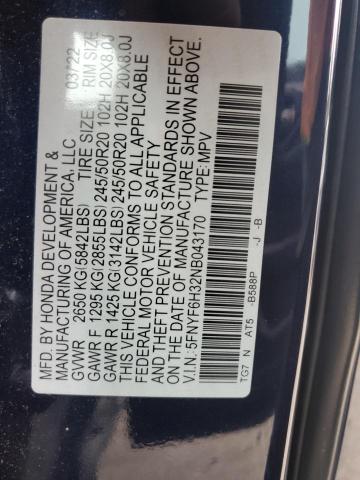 MFD. BY HONDA DEVELOPMENT & 03/22
MANUFACTURING OF AMERICA, LLC
GVWR 2650 KG(5842LBS) TIRE SIZE RIM SIZE
GAWR F 1295 KG(2855LBS) 245/50R20 102H 20X8.0J
GAWR R 1425 KG(3142LBS) 245/50R20 102H 20X8.0J
THIS VEHICLE CONFORMS TO ALL APPLICABLE
FEDERAL MOTOR VEHICLE SAFETY
AND THEFT PREVENTION STANDARDS IN EFFECT
ON THE DATE OF MANUFACTURE SHOWN ABOVE.
V.I.N.: 5FNYF6H32NB043170 TYPE: MPV
TG7 N AT5 -B588P -J -B